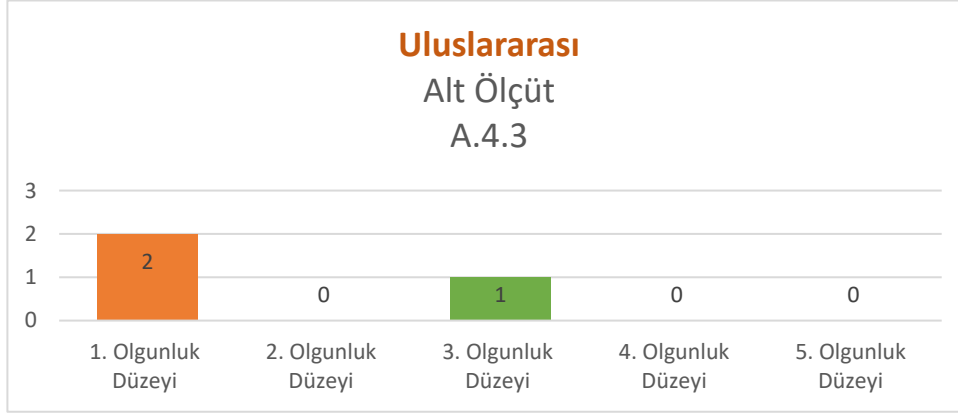 Uluslararası
Alt Ölçüt
A.4.3
3
2
1
0
2
0
1
0
0
1. Olgunluk
Düzeyi
2. Olgunluk
Düzeyi
3. Olgunluk
Düzeyi
4. Olgunluk
Düzeyi
5. Olgunluk
Düzeyi